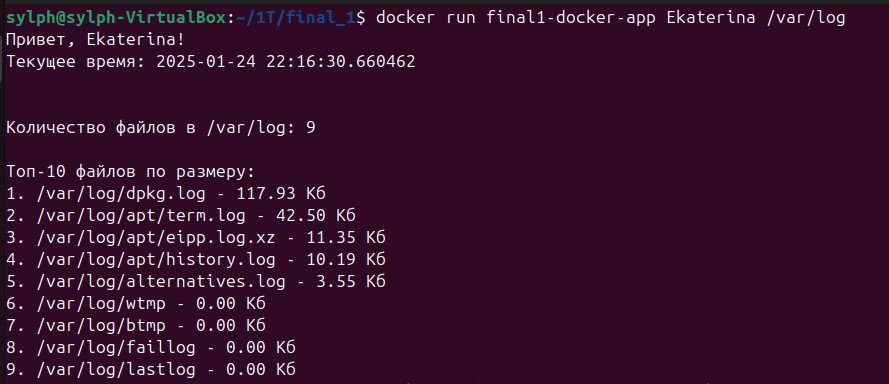 sylph@sylph-VirtualBox:~/1T/final_1$ docker run final1-docker-app Ekaterina /var/log
Привет, Ekaterina!
Текущее время: 2025-01-24 22:16:30.660462
Количество файлов в /var/log: 9
Топ-10 файлов по размеру:
1. /var/log/dpkg.log - 117.93 Кб
2. /var/log/apt/term.log - 42.50 Кб
3. /var/log/apt/eipp.log.xz - 11.35 Кб
4. /var/log/apt/history.log - 10.19 Кб
5. /var/log/alternatives.log - 3.55 Кб
6. /var/log/wtmp - 0.00 Кб
7. /var/log/btmp - 0.00 Кб
8. /var/log/faillog - 0.00 Кб
9. /var/log/lastlog - 0.00 Кб